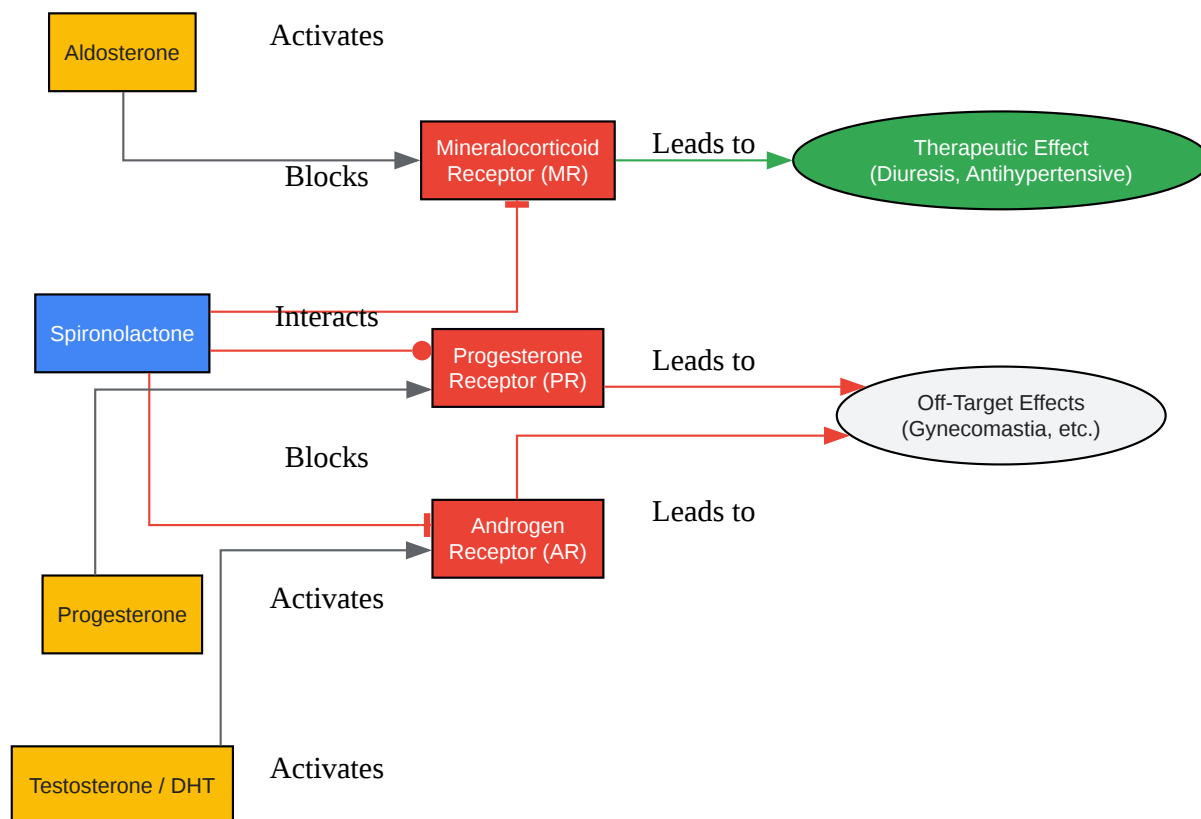 Activates
Aldosterone
Mineralocorticoid
Receptor (MR)
Leads to
Therapeutic Effect
(Diuresis, Antihypertensive)
Blocks
Spironolactone
Interacts
Progesterone
Receptor (PR)
Leads to
Off-Target Effects
(Gynecomastia, etc.)
Blocks
Androgen
Receptor (AR)
Leads to
Progesterone
Activates
Testosterone / DHT
Activates